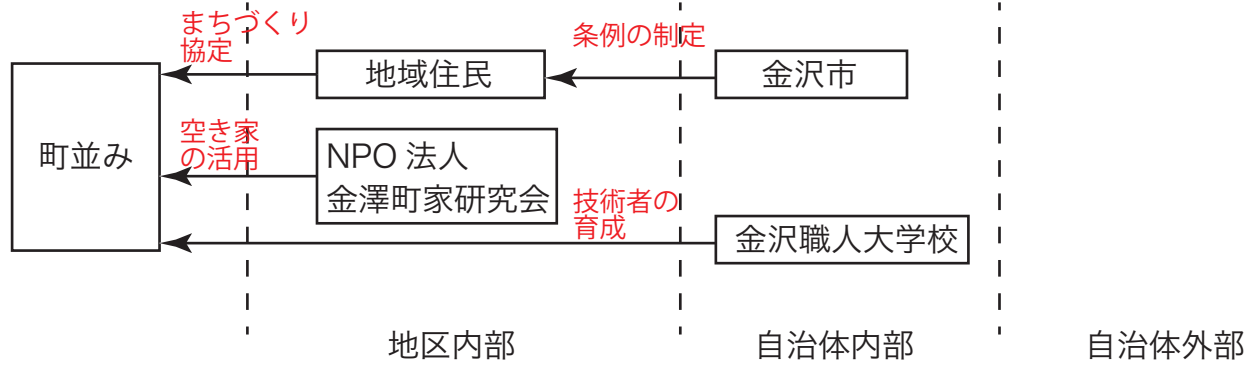 まちづくり
協定
条例の制定
地域住民
金沢市
町並み
空き家
の活用
NPO 法人
金澤町家研究会
技術者の
育成
金沢職人大学校
地区内部
自治体内部
自治体外部